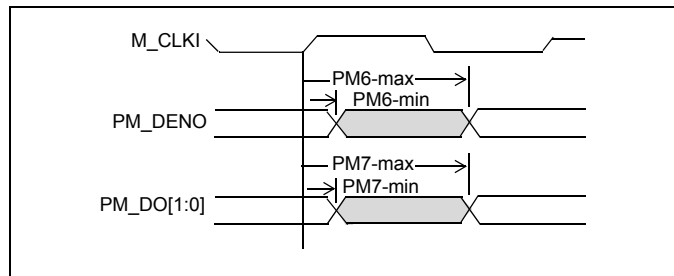 M_CLKI
PM6-max
PM6-min
PM_DENO
PM7-max
PM7-min
PM_DO[1:0]